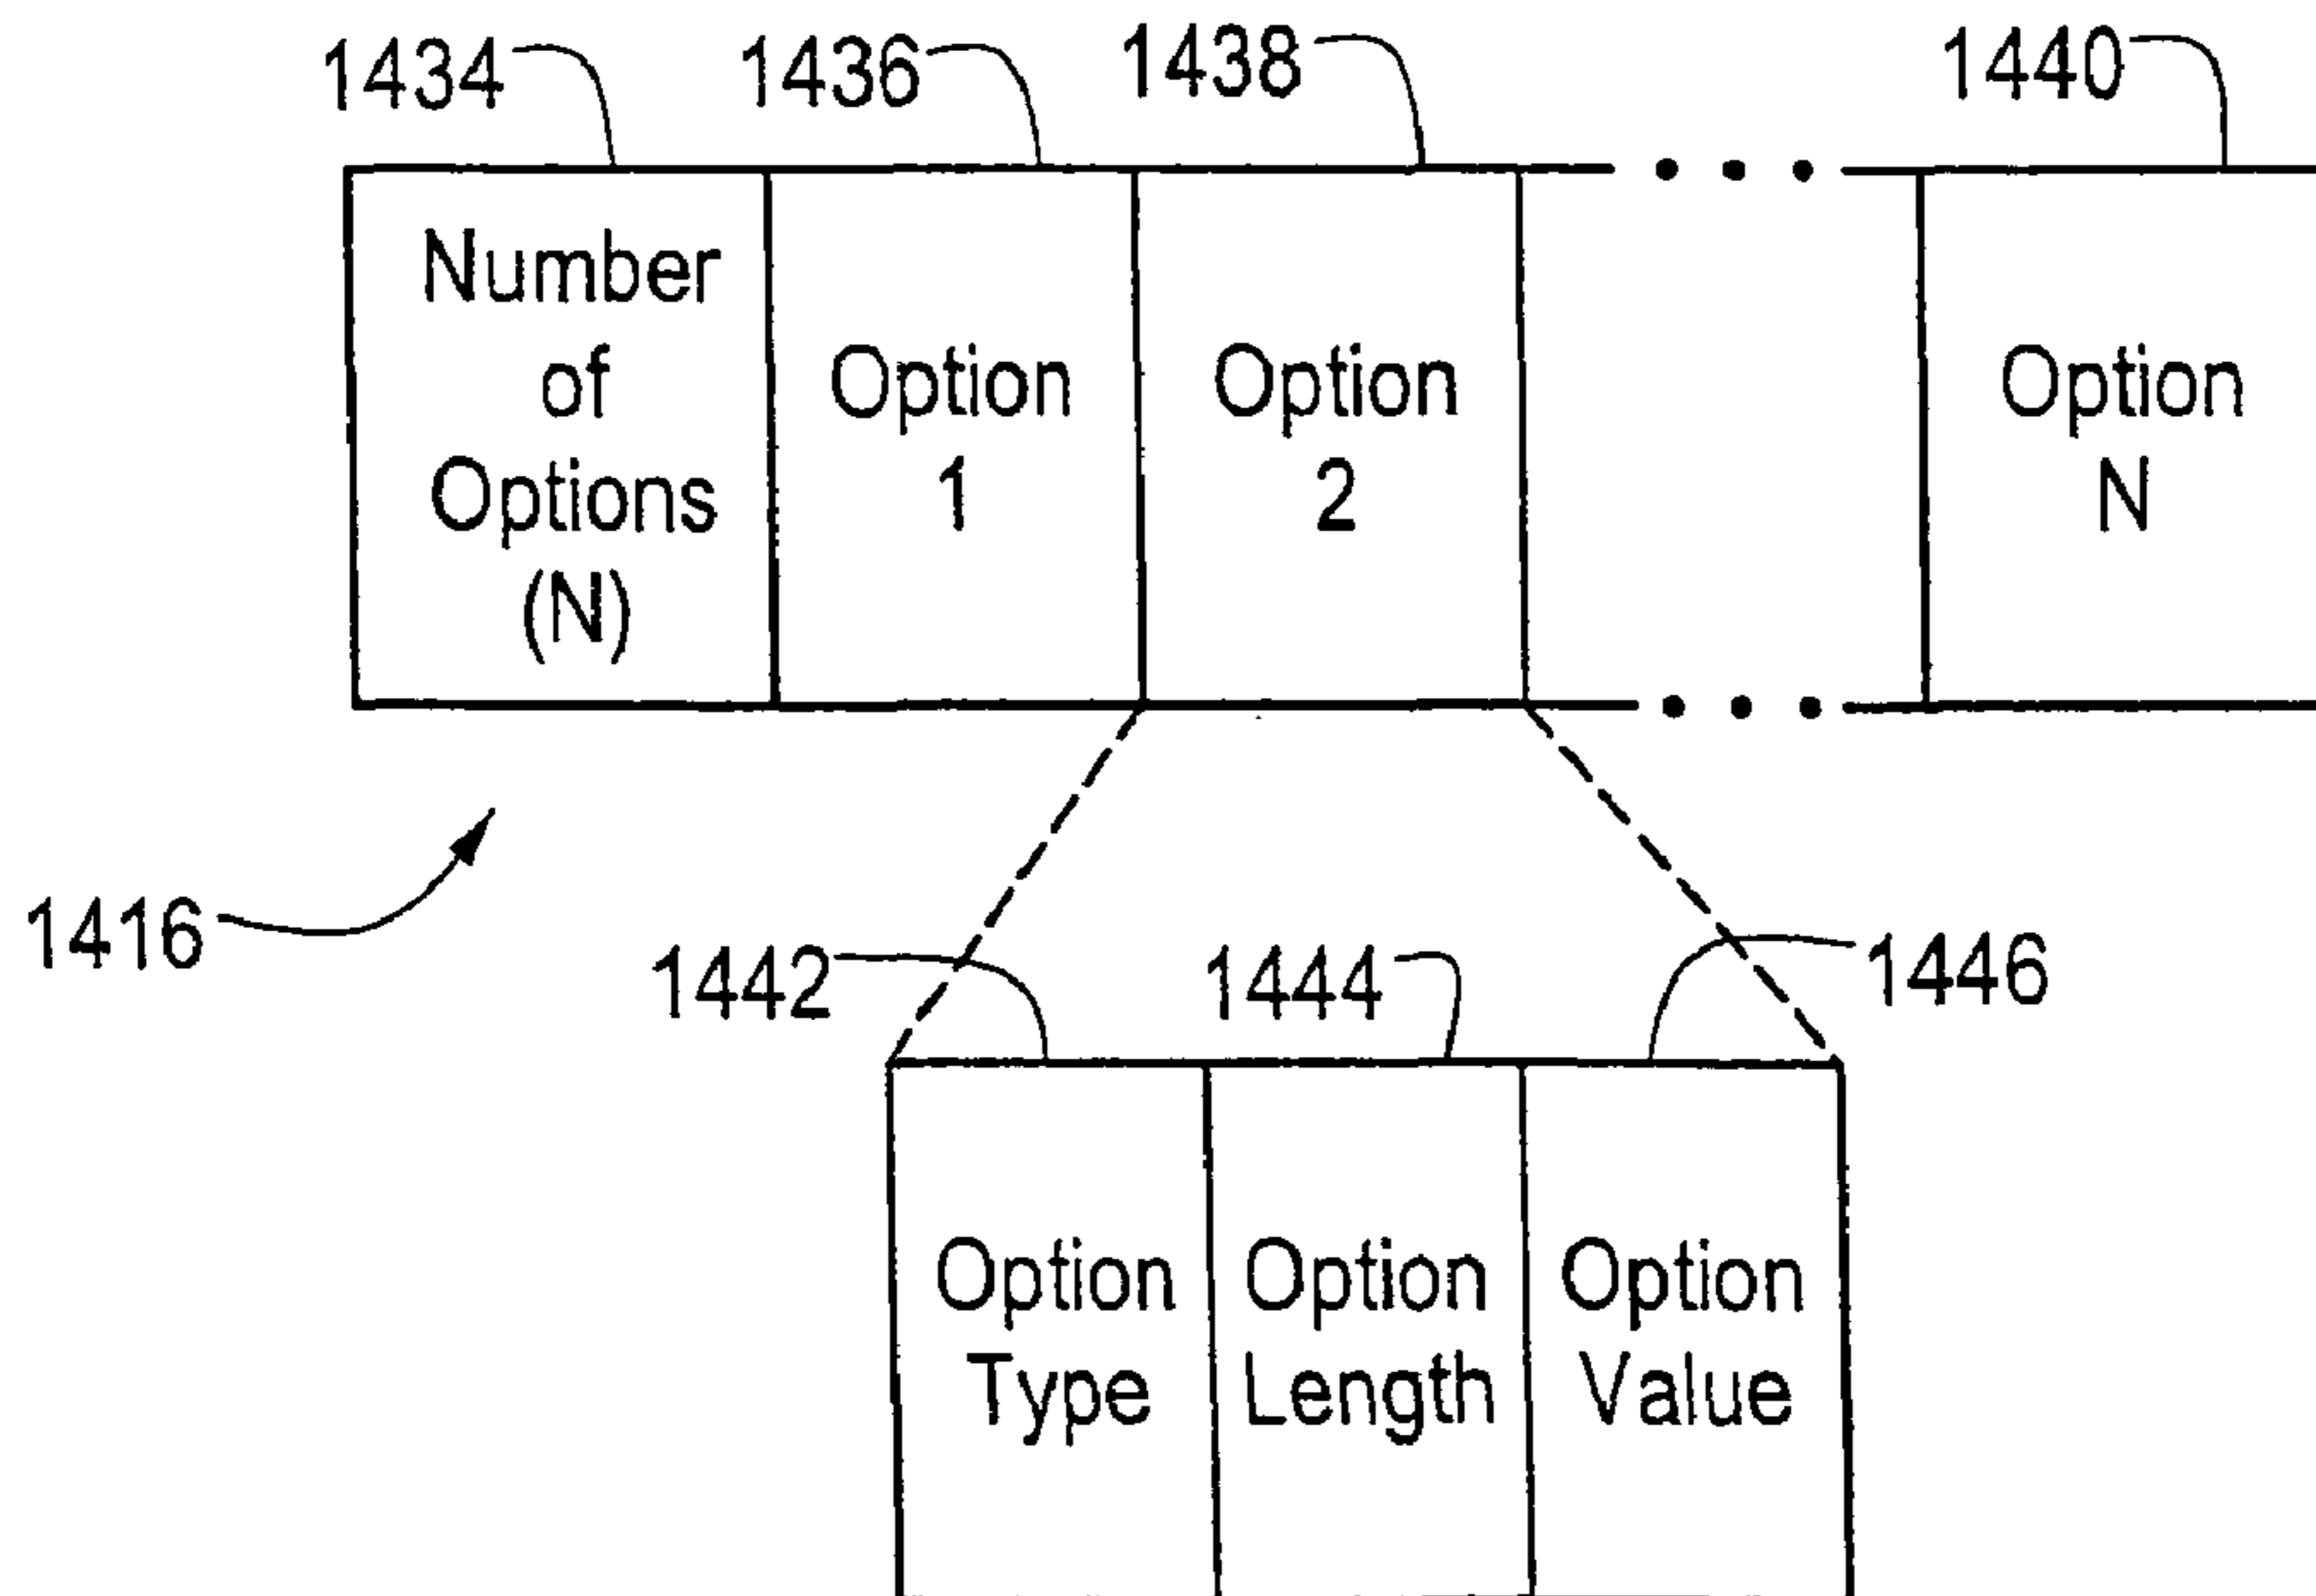 1434 1436 1438 1440
Number
of
Options
(N)
Option
1
Option
2
Option
N
1416
1442 1444 1446
Option
Type
Option
Length
Option
Value